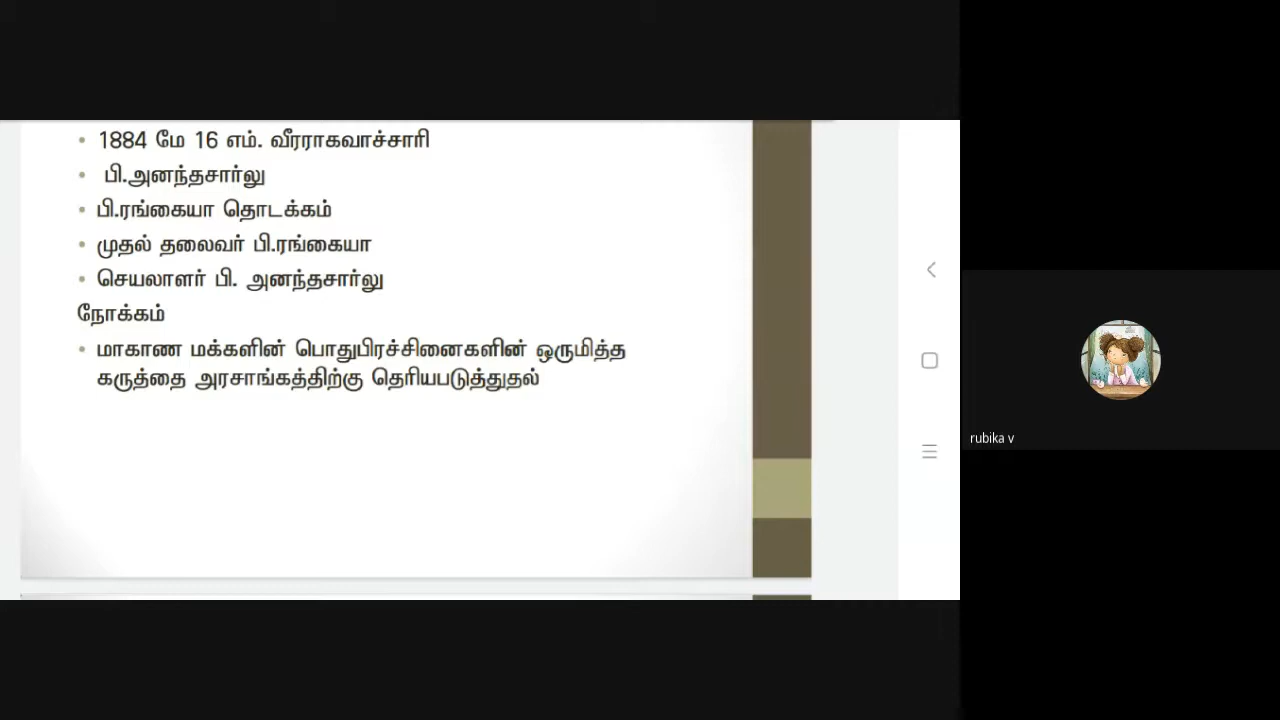 1884 மே 16 எம். வீரராகவாச்சாரி
பி.அனந்தசார்லு
பி.ரங்கையா தொடக்கம்
முதல் தலைவர் பி.ரங்கையா
செயலாளர் பி. அனந்தசார்லு
நோக்கம்
மாகாண மக்களின் பொதுபிரச்சினைகளின் ஒருமித்த
கருத்தை அரசாங்கத்திற்கு தெரியபடுத்துதல்
rubika v